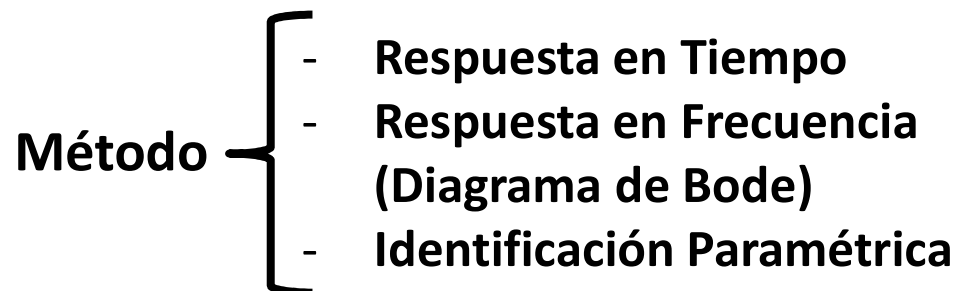 Método
- Respuesta en Tiempo
- Respuesta en Frecuencia
(Diagrama de Bode)
- Identificación Paramétrica